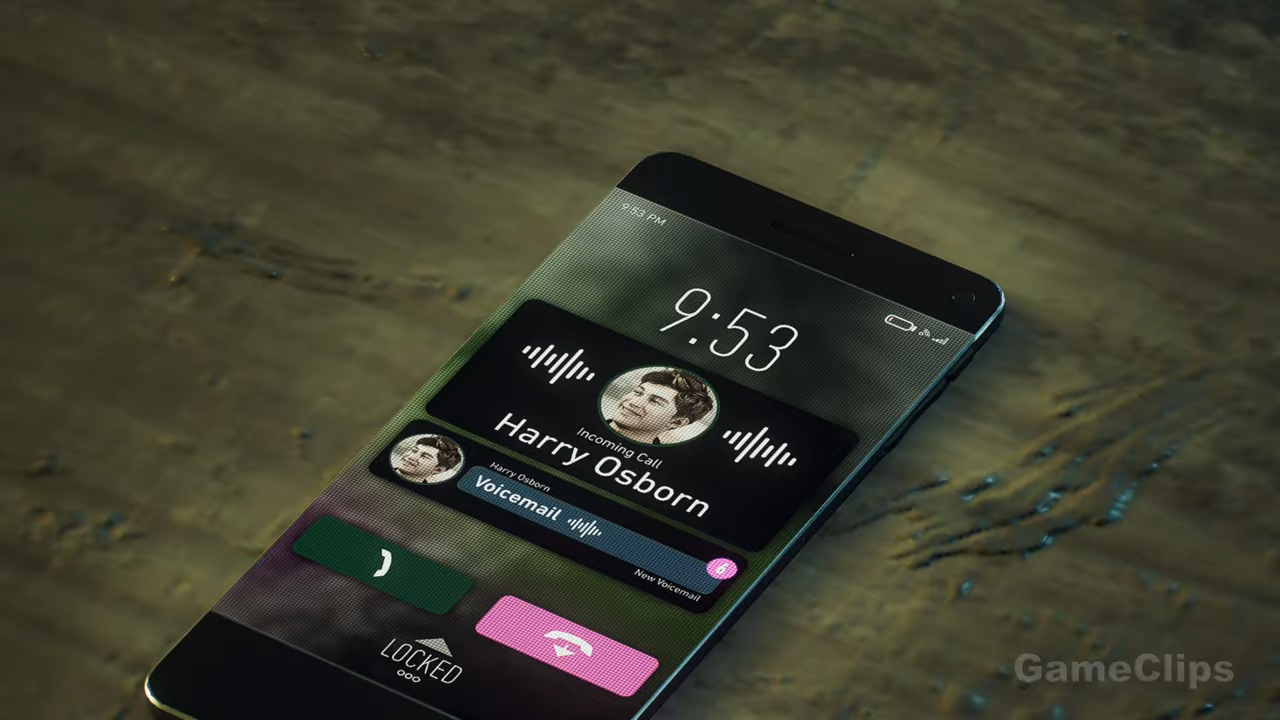 9:53 PM
9:53
Incoming Call
Harry Osborn
Harry Osborn
Voicemail
6
New Voicemail
LOCKED
GameClips